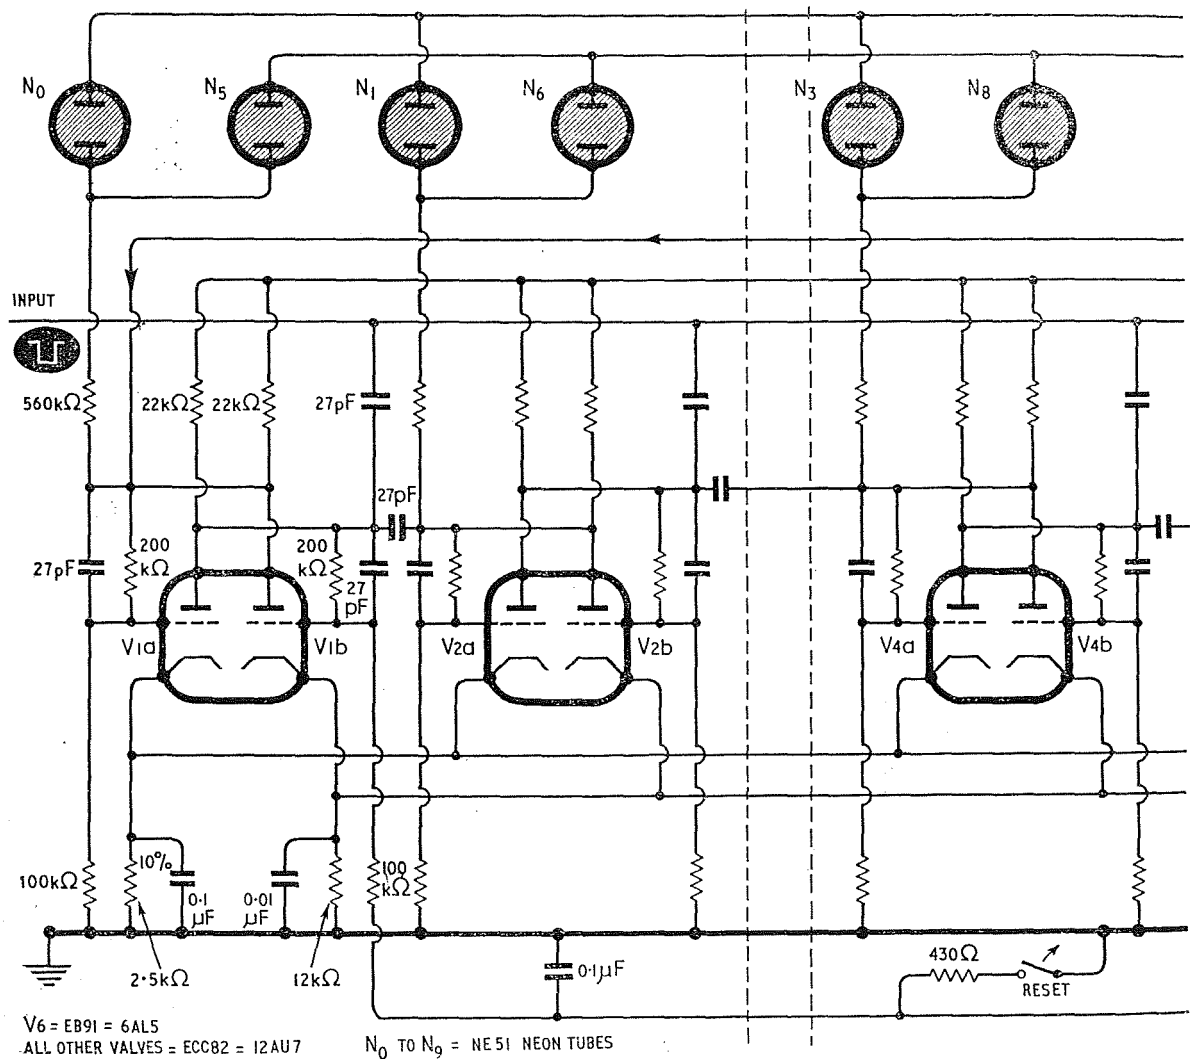 N0 N5 N1 N6 N3 N8
INPUT
560kΩ 22kΩ 22kΩ 27pF
27pF
27pF 200 kΩ 200 kΩ 27 pF
V1a V1b V2a V2b V4a V4b
100kΩ 10% 0·1 μF 0·01 μF 100 kΩ
2·5kΩ 12kΩ 0·1μF 430Ω
RESET
V6 = EB91 = 6AL5
ALL OTHER VALVES = ECC82 = 12AU7
N0 TO N9 = NE51 NEON TUBES